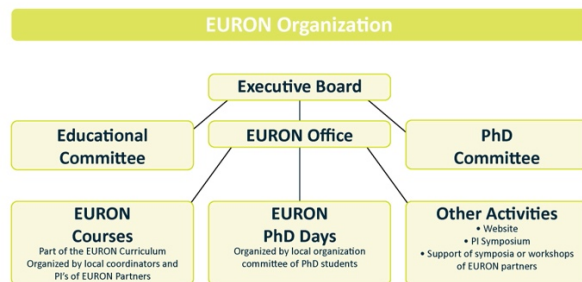 EURON Organization
Executive Board
Educational
Committee
EURON Office
PhD
Committee
EURON
Courses
Part of the EURON Curriculum
Organized by local coordinators and
PI's of EURON Partners
EURON
PhD Days
Organized by local organization
committee of PhD students
Other Activities
• Website
• PI Symposium
• Support of symposia or workshops
of EURON partners